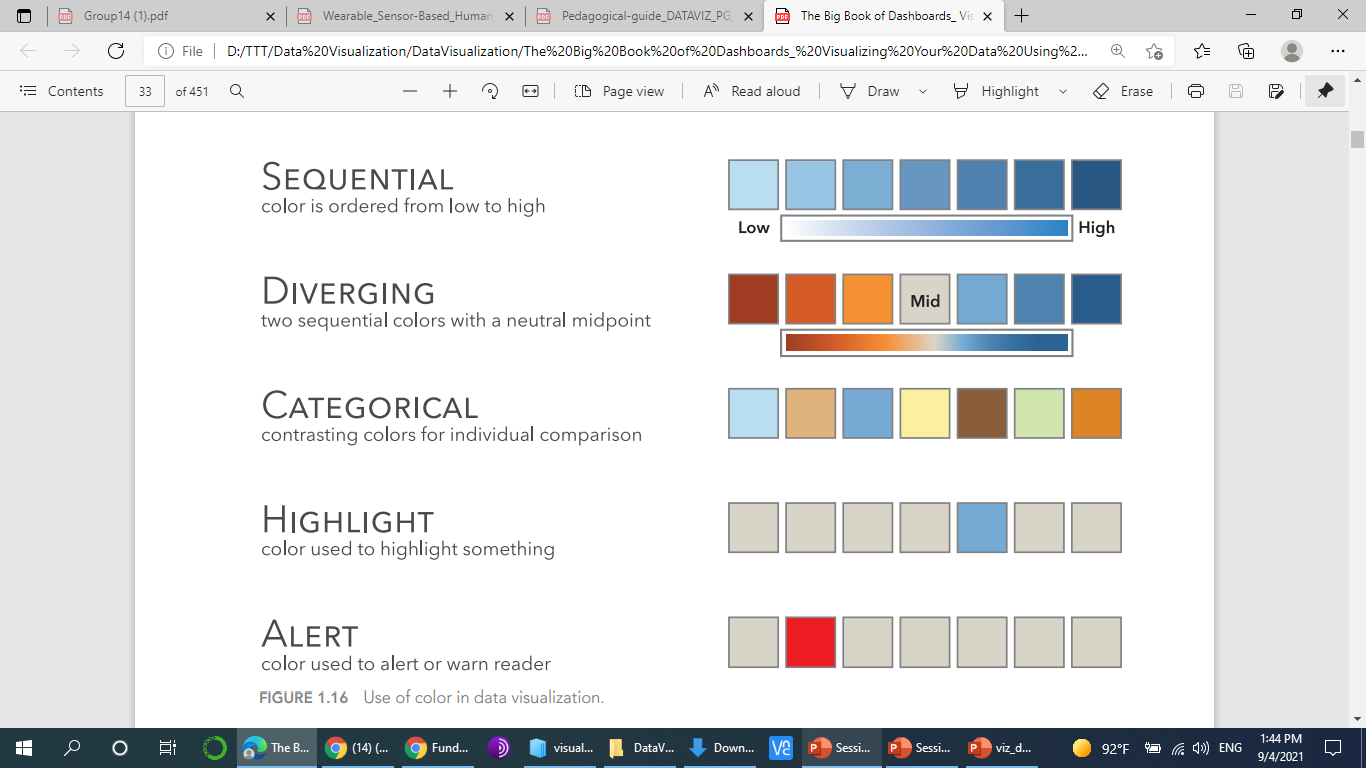 Group14 (1).pdf
Wearable_Sensor-Based_Human_
Pedagogical-guide_DATAVIZ_PG_
The Big Book of Dashboards_ Vis
File
D:/TTT/Data%20Visualization/DataVisualization/The%20Big%20Book%20of%20Dashboards_%20Visualizing%20Your%20Data%20Using%2...
Contents
33
of 451
Page view
Read aloud
Draw
Highlight
Erase
SEQUENTIAL
color is ordered from low to high
Low
High
DIVERGING
two sequential colors with a neutral midpoint
Mid
CATEGORICAL
contrasting colors for individual comparison
HIGHLIGHT
color used to highlight something
ALERT
color used to alert or warn reader
FIGURE 1.16 Use of color in data visualization.
The B...
(14) (...
Fund...
visual...
DataV...
Down...
Sessi...
Sessi...
viz_d...
92°F
ENG
1:44 PM
9/4/2021